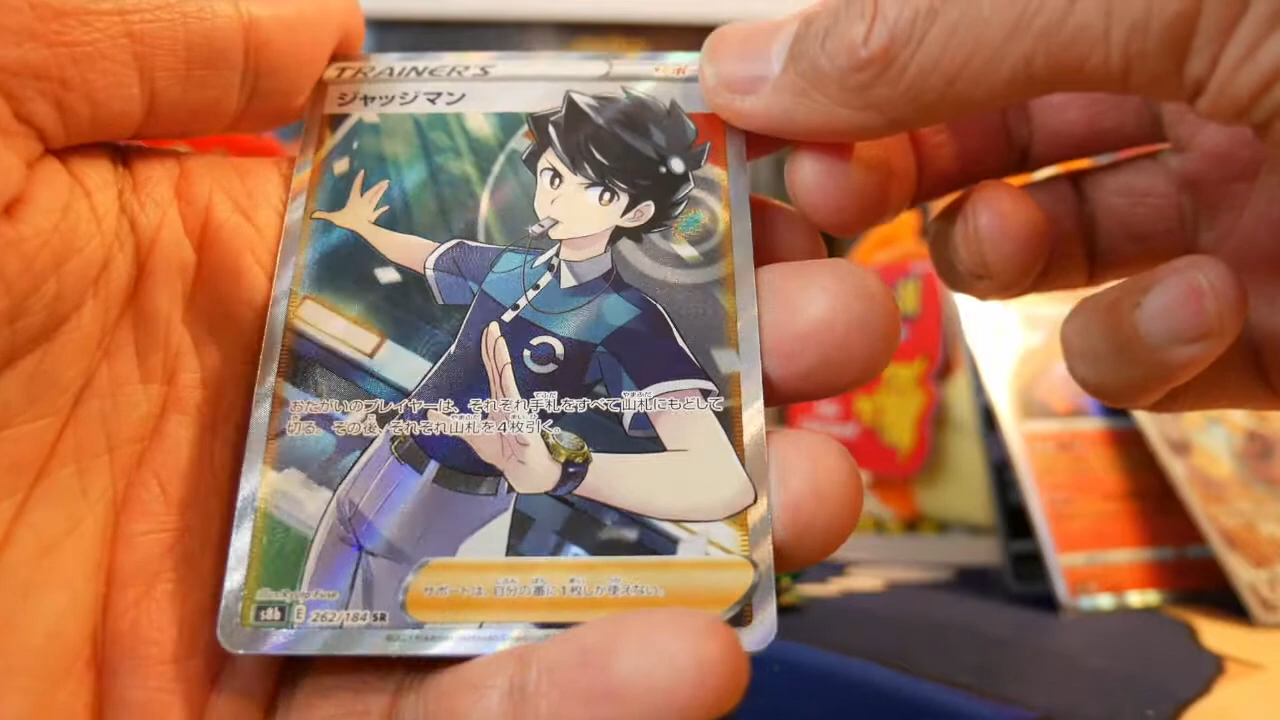 TRAINER'S
ジャッジマン
おたがいのプレイヤーは、それぞれ手札をすべて山札にもどして
切る。その後、それぞれ山札を4枚引く。
サポートは、自分の番に1枚しか使えない。
s8b E 262/184 SR